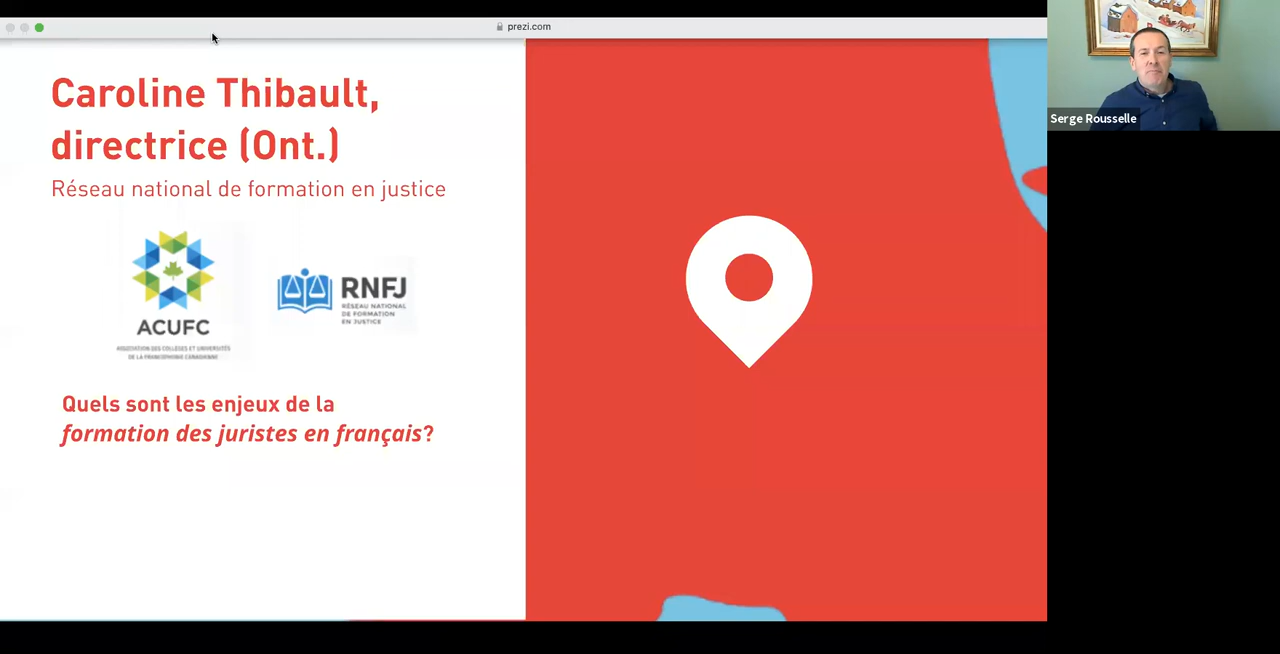 prezi.com
Caroline Thibault,
directrice (Ont.)
Réseau national de formation en justice
ACUFC
ASSOCIATION DES COLLÈGES ET UNIVERSITÉS
DE LA FRANCOPHONIE CANADIENNE
RNFJ
RÉSEAU NATIONAL
DE FORMATION
EN JUSTICE
Quels sont les enjeux de la
formation des juristes en français?
Serge Rousselle